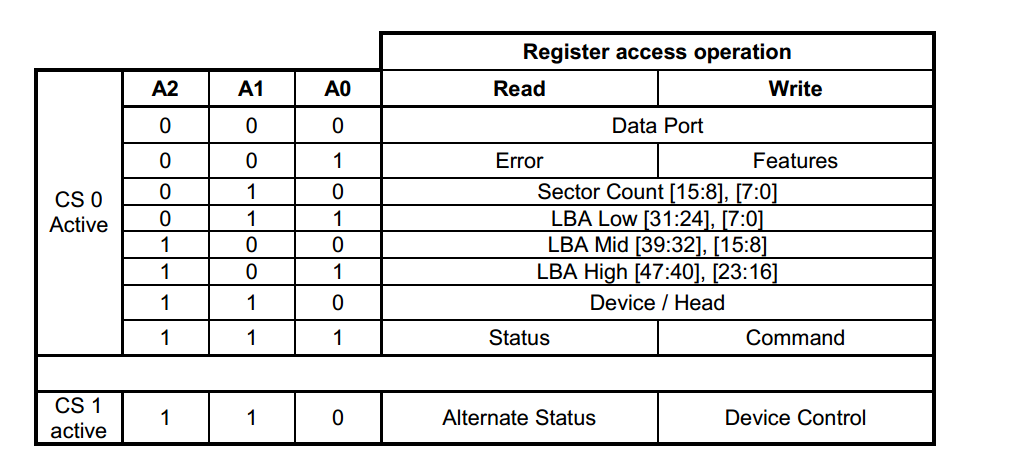 Register access operation
A2 A1 A0 Read Write
0 0 0 Data Port
0 0 1 Error Features
CS 0
Active
0 1 0 Sector Count [15:8], [7:0]
0 1 1 LBA Low [31:24], [7:0]
1 0 0 LBA Mid [39:32], [15:8]
1 0 1 LBA High [47:40], [23:16]
1 1 0 Device / Head
1 1 1 Status Command
CS 1
active
1 1 0 Alternate Status Device Control